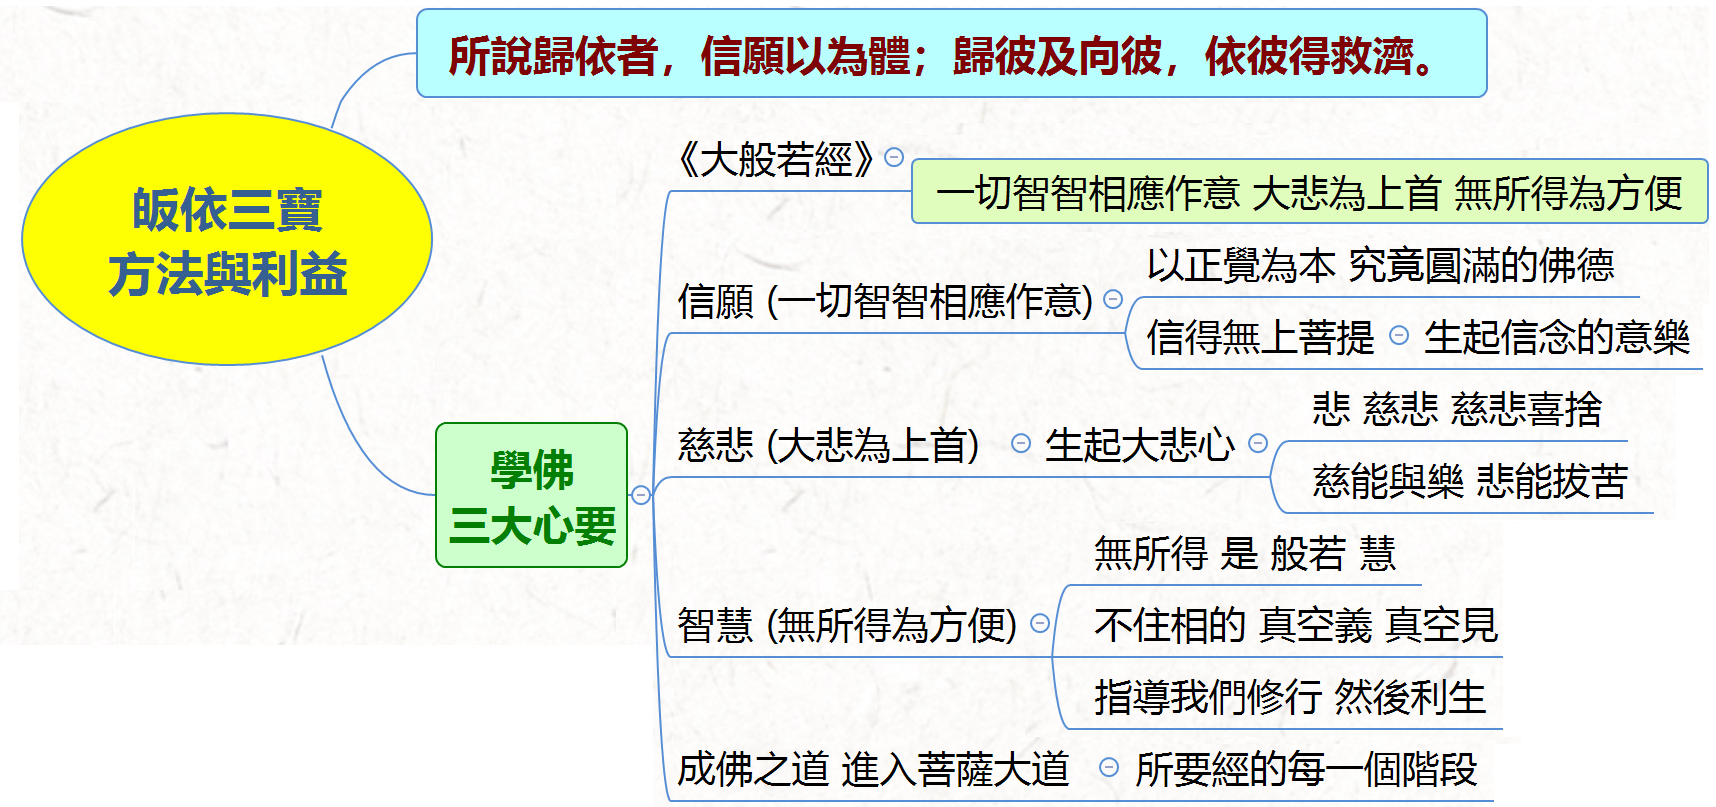 所說歸依者，信願以為體；歸彼及向彼，依彼得救濟。
皈依三寶
方法與利益
學佛
三大心要
《大般若經》
一切智智相應作意 大悲為上首 無所得為方便
信願 (一切智智相應作意)
以正覺為本 究竟圓滿的佛德
信得無上菩提
生起信念的意樂
慈悲 (大悲為上首)
生起大悲心
悲 慈悲 慈悲喜捨
慈能與樂 悲能拔苦
智慧 (無所得為方便)
無所得 是 般若 慧
不住相的 真空義 真空見
指導我們修行 然後利生
成佛之道 進入菩薩大道
所要經的每一個階段